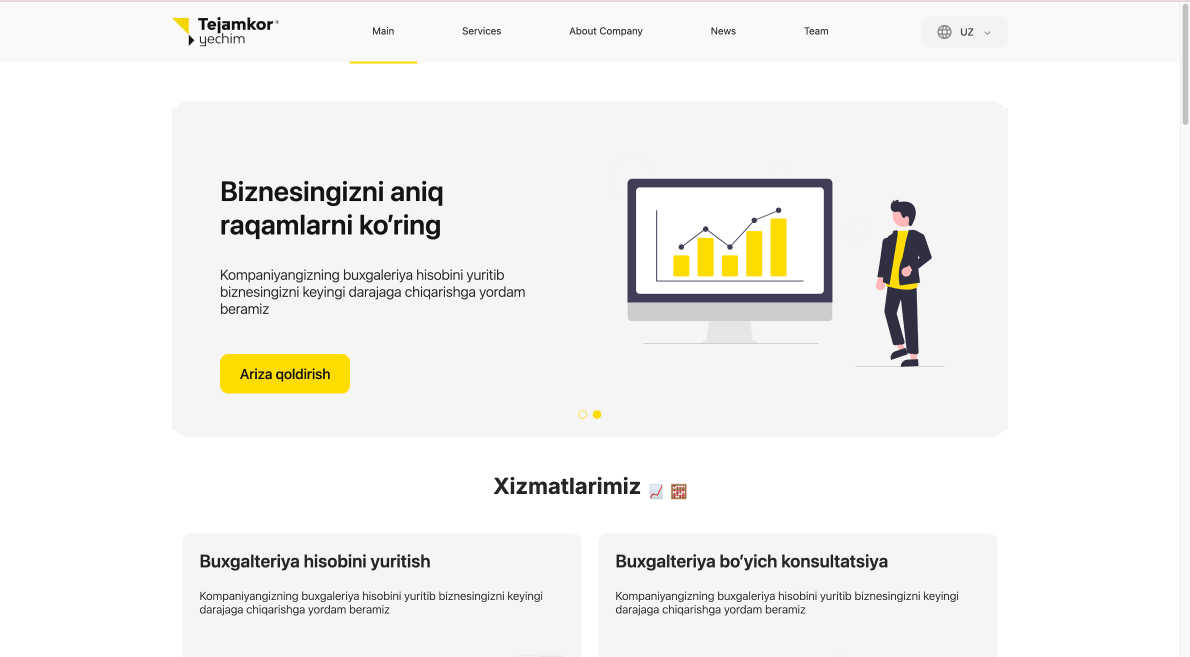 Tejamkor
yechim
Main
Services
About Company
News
Team
UZ
Biznesingizni aniq
raqamlarni ko‘ring
Kompaniyangizning buxgaleriya hisobini yuritib
biznesingizni keyingi darajaga chiqarishga yordam
beramiz
Ariza qoldirish
Xizmatlarimiz
Buxgalteriya hisobini yuritish
Kompaniyangizning buxgaleriya hisobini yuritib biznesingizni keyingi
darajaga chiqarishga yordam beramiz
Buxgalteriya bo‘yich konsultatsiya
Kompaniyangizning buxgaleriya hisobini yuritib biznesingizni keyingi
darajaga chiqarishga yordam beramiz